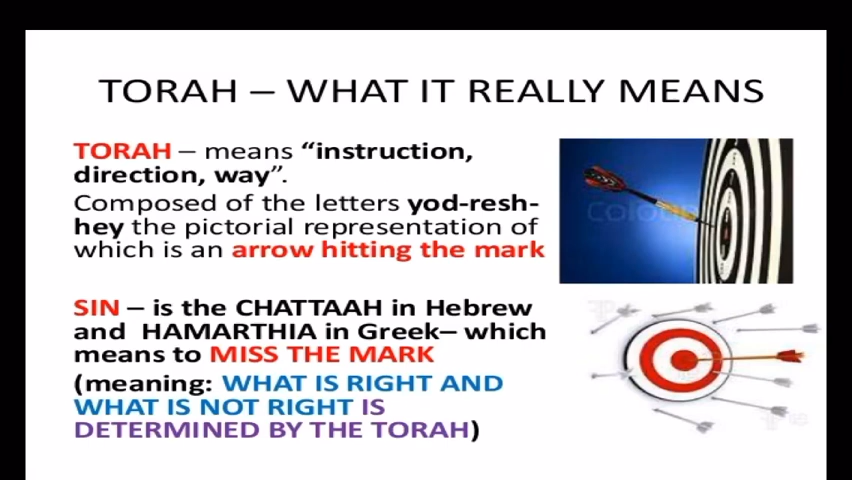 TORAH – WHAT IT REALLY MEANS
TORAH – means “instruction,
direction, way”.
Composed of the letters yod-resh-
hey the pictorial representation of
which is an arrow hitting the mark
SIN – is the CHATTAAH in Hebrew
and HAMARTHIA in Greek– which
means to MISS THE MARK
(meaning: WHAT IS RIGHT AND
WHAT IS NOT RIGHT IS
DETERMINED BY THE TORAH)